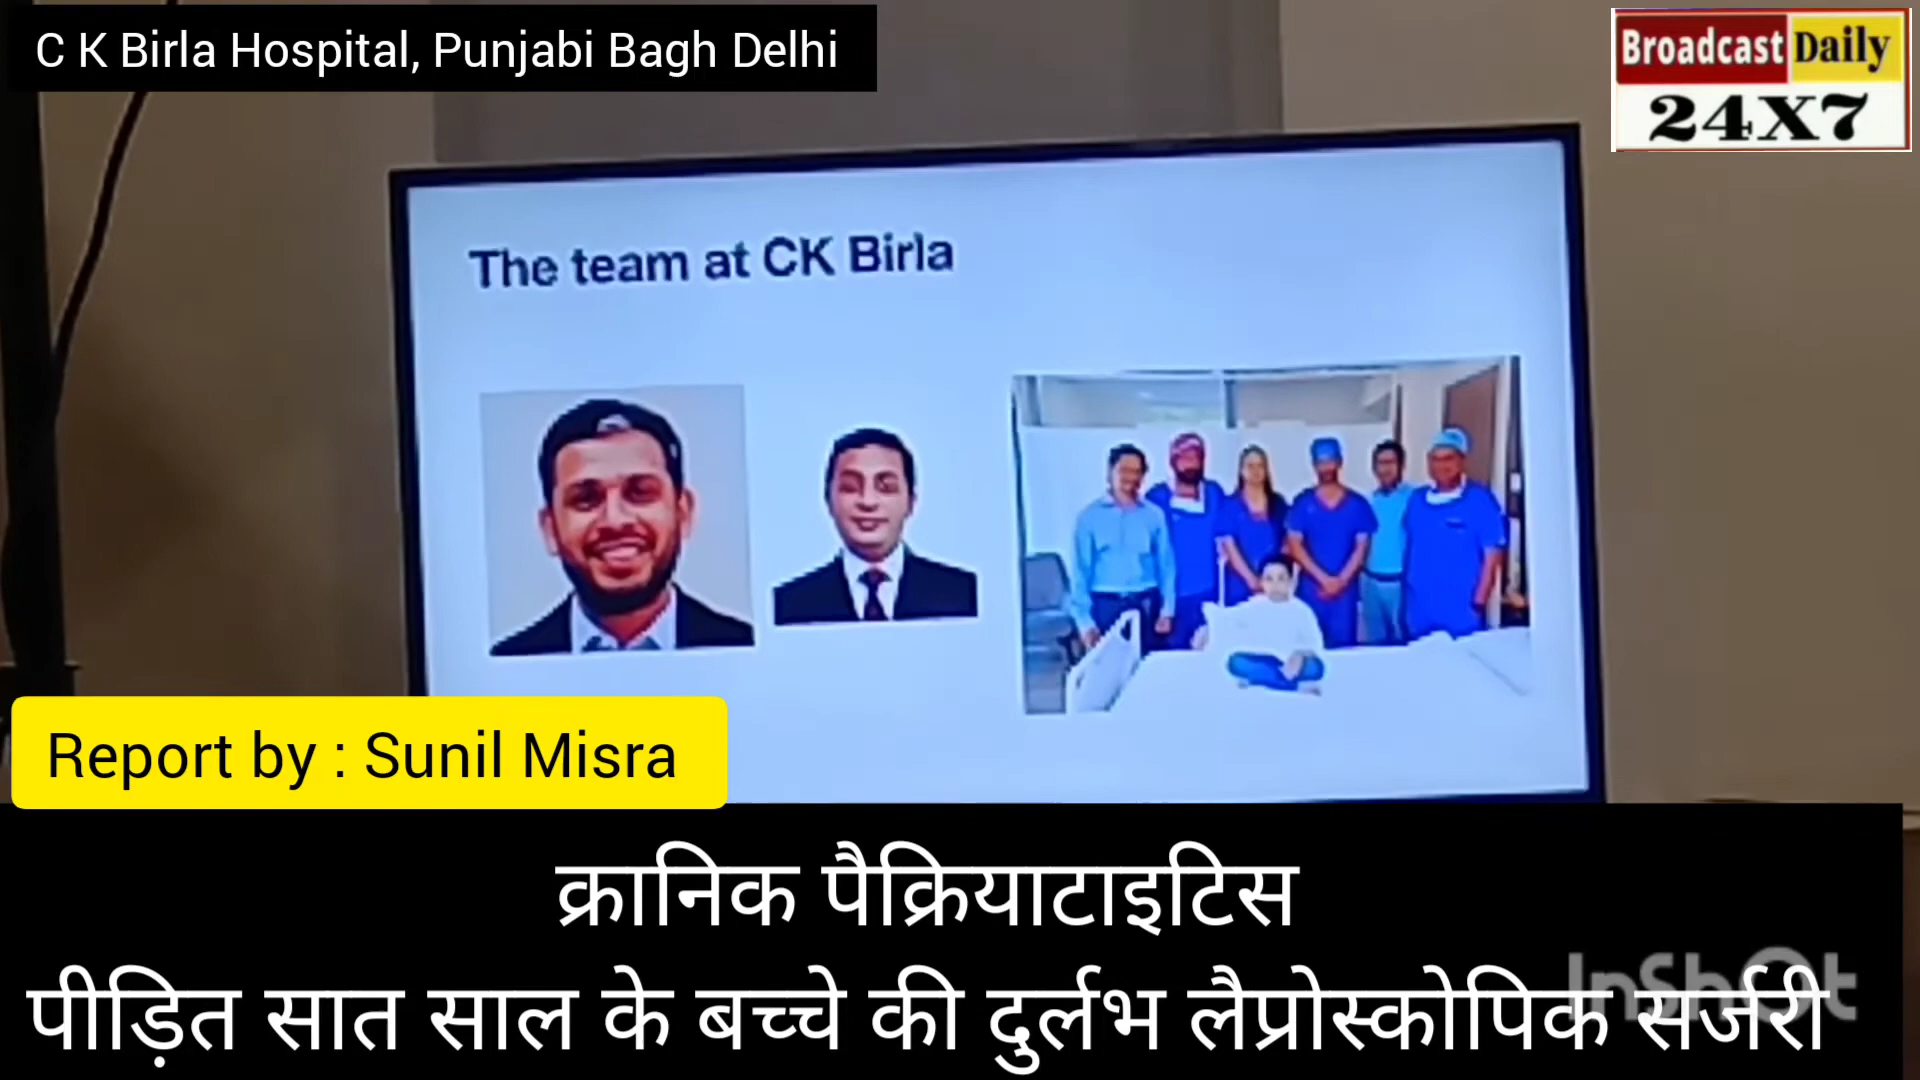 C K Birla Hospital, Punjabi Bagh Delhi
Broadcast Daily
24X7
The team at CK Birla
Report by : Sunil Misra
क्रानिक पैक्रियाटाइटिस
पीड़ित सात साल के बच्चे की दुर्लभ लैप्रोस्कोपिक सर्जरी
InShOt